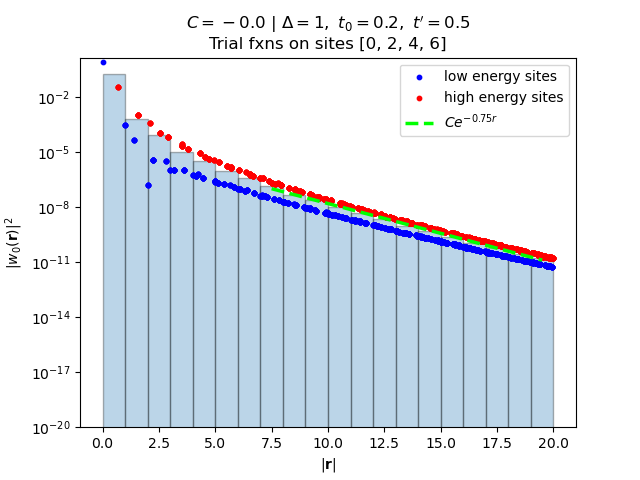 C = −0.0 | Δ = 1, t₀ = 0.2, t′ = 0.5
Trial fxns on sites [0, 2, 4, 6]
low energy sites
high energy sites
Ce^{−0.75r}
|w₀(r)|²
10^{−2}
10^{−5}
10^{−8}
10^{−11}
10^{−14}
10^{−17}
10^{−20}
0.0 2.5 5.0 7.5 10.0 12.5 15.0 17.5 20.0
|r|